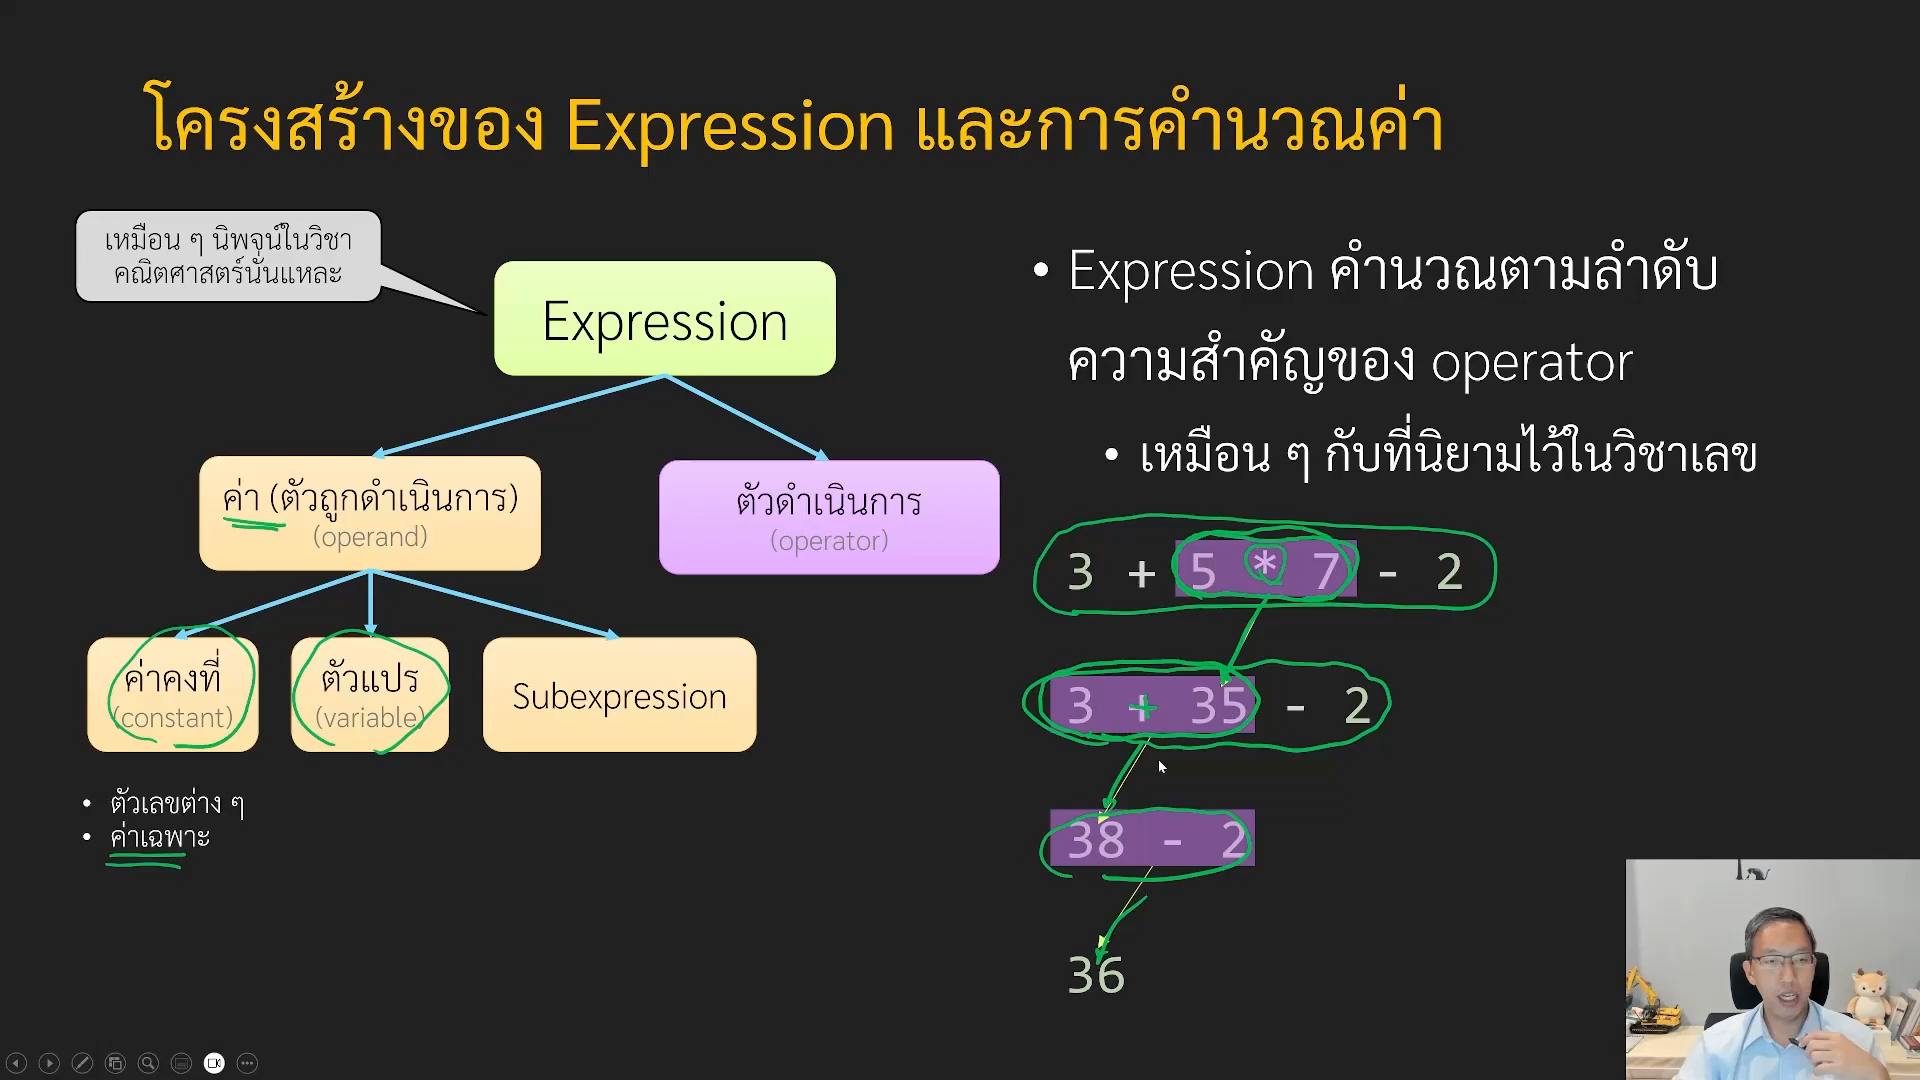 โครงสร้างของ Expression และการคำนวณค่า
เหมือน ๆ นิพจน์ในวิชา
คณิตศาสตร์นั่นแหละ
Expression
ค่า (ตัวถูกดำเนินการ)
(operand)
ตัวดำเนินการ
(operator)
ค่าคงที่
(constant)
ตัวแปร
(variable)
Subexpression
• ตัวเลขต่าง ๆ
• ค่าเฉพาะ
• Expression คำนวณตามลำดับ
ความสำคัญของ operator
• เหมือน ๆ กับที่นิยามไว้ในวิชาเลข
3 + 5 * 7 - 2
3 + 35 - 2
38 - 2
36